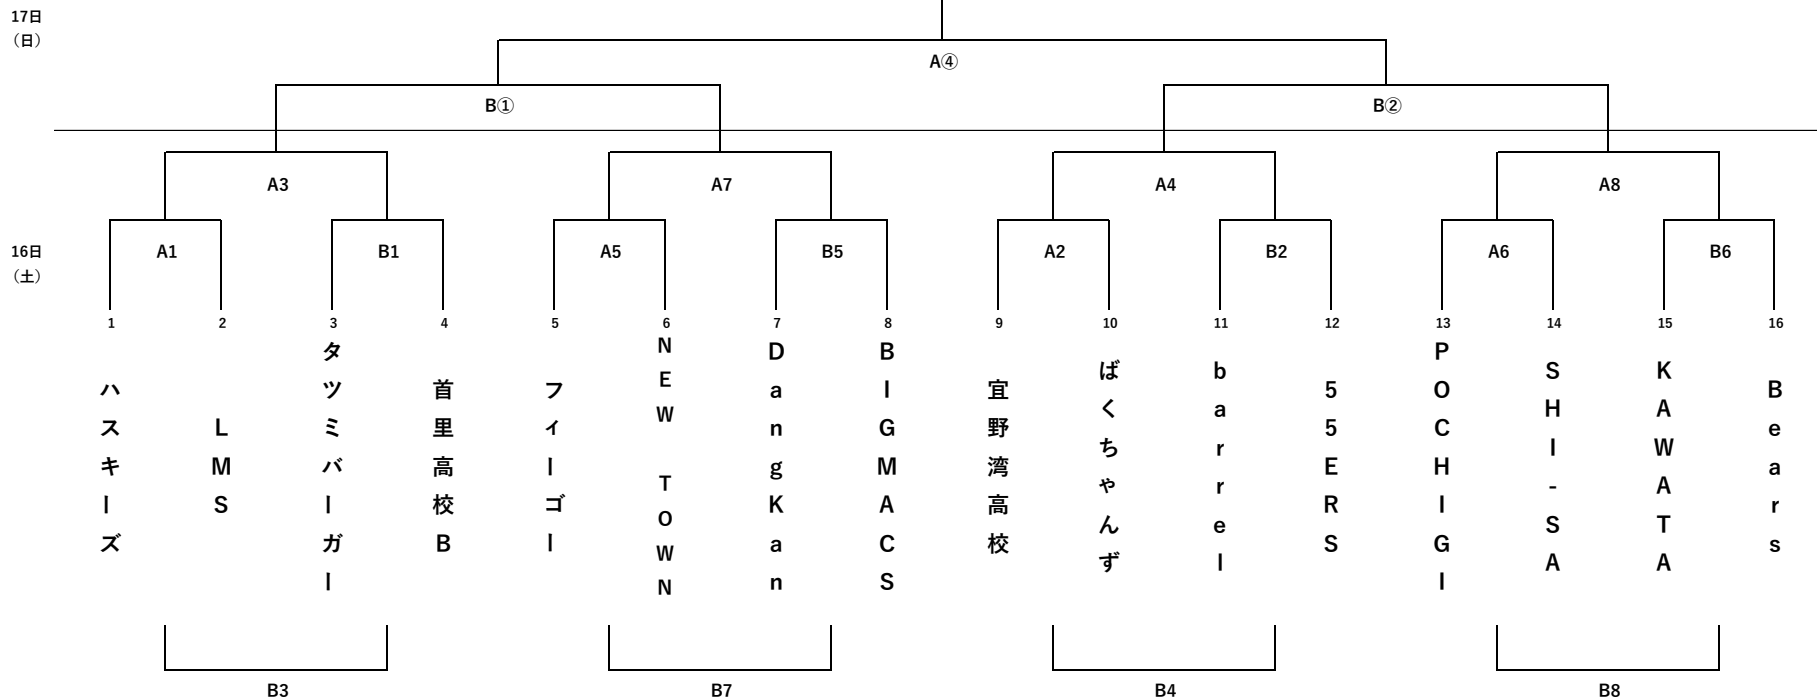 17日
（日）
A④
B①
B②
A3
A7
A4
A8
16日
（土）
A1
B1
A5
B5
A2
B2
A6
B6
1
2
3
4
5
6
7
8
9
10
11
12
13
14
15
16
ハスキーズ
LMS
タツミバーガー
首里高校B
フィーゴー
NEW TOWN
DangKan
BIGMACS
宜野湾高校
ばくちゃんず
barrel
55ERS
POCHIGI
SHI-SA
KAWATA
Bears
B3
B7
B4
B8